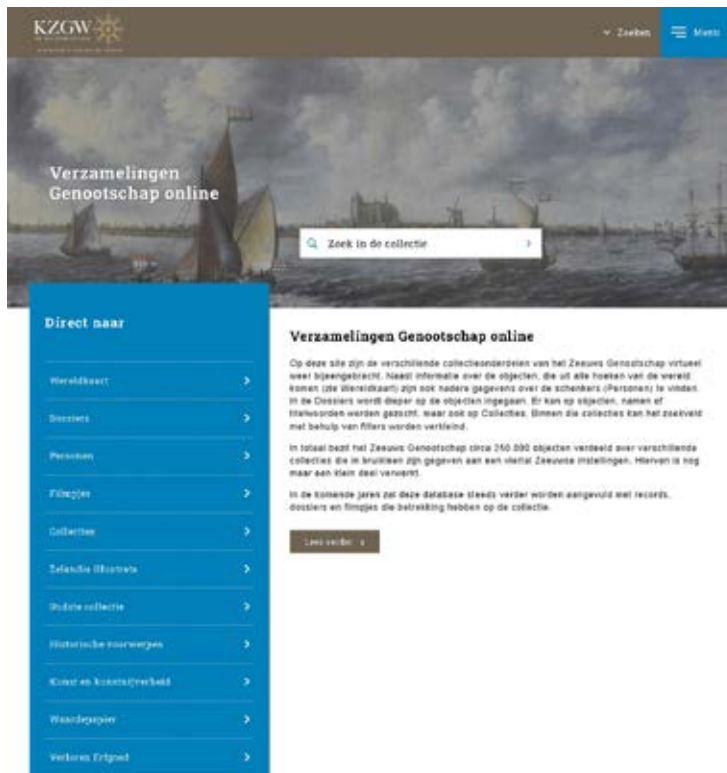 KZGW
Zoeken
Menu
Verzamelingen
Genootschap online
Zoek in de collectie
Direct naar
Wereldkaart
Dossiers
Personen
Filmpjes
Collecties
Zelandia Illustrata
Oudste collectie
Historische voorwerpen
Kunst en kunstnijverheid
Waardepapier
Verloren Erfgoed
Verzamelingen Genootschap online
Op deze site zijn de verschillende collectieonderdelen van het Zeeuws Genootschap virtueel
weer bijeengebracht. Naast informatie over de objecten, die uit alle hoeken van de wereld
komen (zie Wereldkaart) zijn ook nadere gegevens over de schenkers (Personen) te vinden.
In de Dossiers wordt dieper op de objecten ingegaan. Er kan op objecten, namen of
titelwoorden worden gezocht, maar ook op Collecties. Binnen die collecties kan het zoekveld
met behulp van filters worden verkleind.
In totaal bezit het Zeeuws Genootschap circa 250.000 objecten verdeeld over verschillende
collecties die in bruikleen zijn gegeven aan een viertal Zeeuwse instellingen. Hiervan is nog
maar een klein deel verwerkt.
In de komende jaren zal deze database steeds verder worden aangevuld met records,
dossiers en filmpjes die betrekking hebben op de collectie.
Lees verder